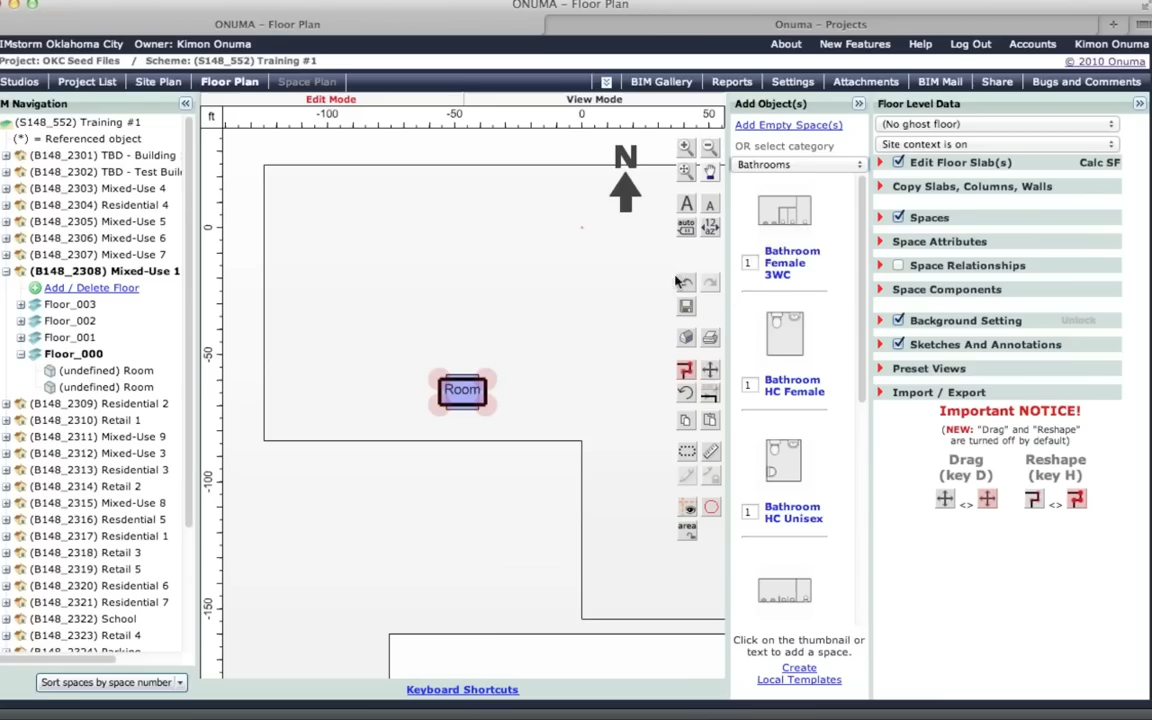 ONUMA – Floor Plan
ONUMA – Floor Plan
Onuma – Projects
IMstorm Oklahoma City Owner: Kimon Onuma
About New Features Help Log Out Accounts Kimon Onuma
Project: OKC Seed Files / Scheme: (S148_552) Training #1
© 2010 Onuma
Studios Project List Site Plan Floor Plan Space Plan
BIM Gallery Reports Settings Attachments BIM Mail Share Bugs and Comments
M Navigation
(S148_552) Training #1
(*) = Referenced object
(B148_2301) TBD - Building
(B148_2302) TBD - Test Buil
(B148_2303) Mixed-Use 4
(B148_2304) Residential 4
(B148_2305) Mixed-Use 5
(B148_2306) Mixed-Use 6
(B148_2307) Mixed-Use 7
(B148_2308) Mixed-Use 1
Add / Delete Floor
Floor_003
Floor_002
Floor_001
Floor_000
(undefined) Room
(undefined) Room
(B148_2309) Residential 2
(B148_2310) Retail 1
(B148_2311) Mixed-Use 9
(B148_2312) Mixed-Use 3
(B148_2313) Residential 3
(B148_2314) Retail 2
(B148_2315) Mixed-Use 8
(B148_2316) Resdential 5
(B148_2317) Residential 1
(B148_2318) Retail 3
(B148_2319) Retail 5
(B148_2320) Residential 6
(B148_2321) Residential 7
(B148_2322) School
(B148_2323) Retail 4
(B148_2324) Parking
Sort spaces by space number
Edit Mode View Mode
ft -100 -50 0 50
0
-50
-100
-150
N
Room
A A
auto 12
az
area
Keyboard Shortcuts
Add Object(s)
Add Empty Space(s)
OR select category
Bathrooms
1 Bathroom
Female
3WC
1 Bathroom
HC Female
1 Bathroom
HC Unisex
Click on the thumbnail or
text to add a space.
Create
Local Templates
Floor Level Data
(No ghost floor)
Site context is on
Edit Floor Slab(s) Calc SF
Copy Slabs, Columns, Walls
Spaces
Space Attributes
Space Relationships
Space Components
Background Setting Unlock
Sketches And Annotations
Preset Views
Import / Export
Important NOTICE!
(NEW: "Drag" and "Reshape"
are turned off by default)
Drag Reshape
(key D) (key H)
<> <>